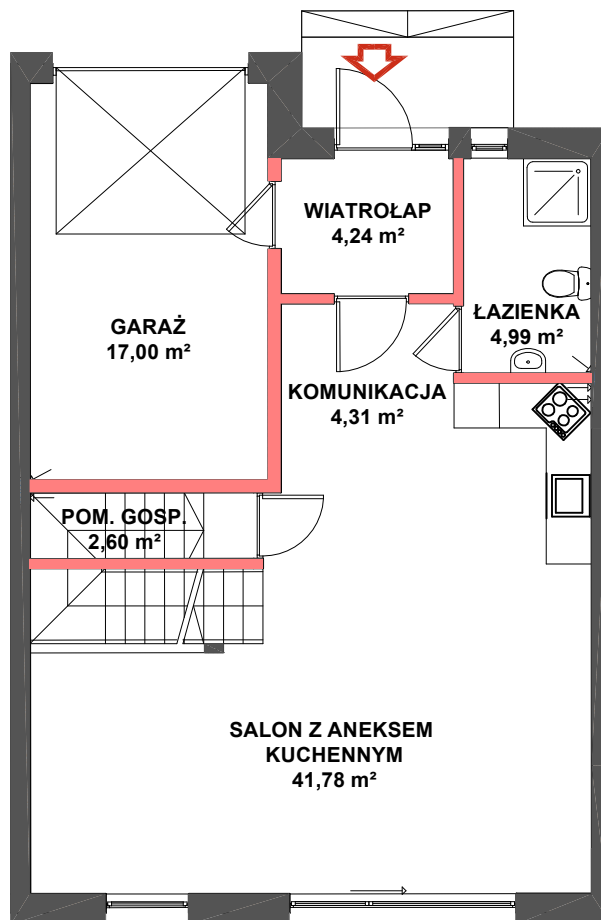 WIATROŁAP
4,24 m²
GARAŻ
17,00 m²
ŁAZIENKA
4,99 m²
KOMUNIKACJA
4,31 m²
POM. GOSP.
2,60 m²
SALON Z ANEKSEM
KUCHENNYM
41,78 m²